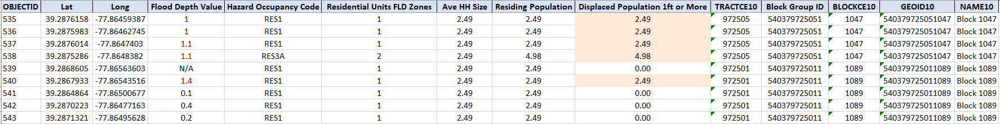 OBJECTID Lat Long Flood Depth Value Hazard Occupancy Code Residential Units FLD Zones Ave HH Size Residing Population Displaced Population 1ft or More TRACTCE10 Block Group ID BLOCKCE10 GEOID10 NAME10
535 39.2876158 -77.86459387 1 RES1 1 2.49 2.49 2.49 972505 540379725051 1047 540379725051047 Block 1047
536 39.2875983 -77.86462745 1 RES1 1 2.49 2.49 2.49 972505 540379725051 1047 540379725051047 Block 1047
537 39.2876014 -77.8647403 1.1 RES1 1 2.49 2.49 2.49 972505 540379725051 1047 540379725051047 Block 1047
538 39.2875286 -77.8648382 1.1 RES3A 2 2.49 4.98 4.98 972505 540379725051 1047 540379725051047 Block 1047
539 39.2868605 -77.86563603 N/A RES1 1 2.49 2.49 0.00 972501 540379725011 1089 540379725011089 Block 1089
540 39.2867933 -77.86543516 1.4 RES1 1 2.49 2.49 2.49 972501 540379725011 1089 540379725011089 Block 1089
541 39.2864864 -77.86500677 0.1 RES1 1 2.49 2.49 0.00 972501 540379725011 1089 540379725011089 Block 1089
542 39.2870223 -77.86477163 0.4 RES1 1 2.49 2.49 0.00 972501 540379725011 1089 540379725011089 Block 1089
543 39.2871321 -77.86495628 0.2 RES1 1 2.49 2.49 0.00 972501 540379725011 1089 540379725011089 Block 1089